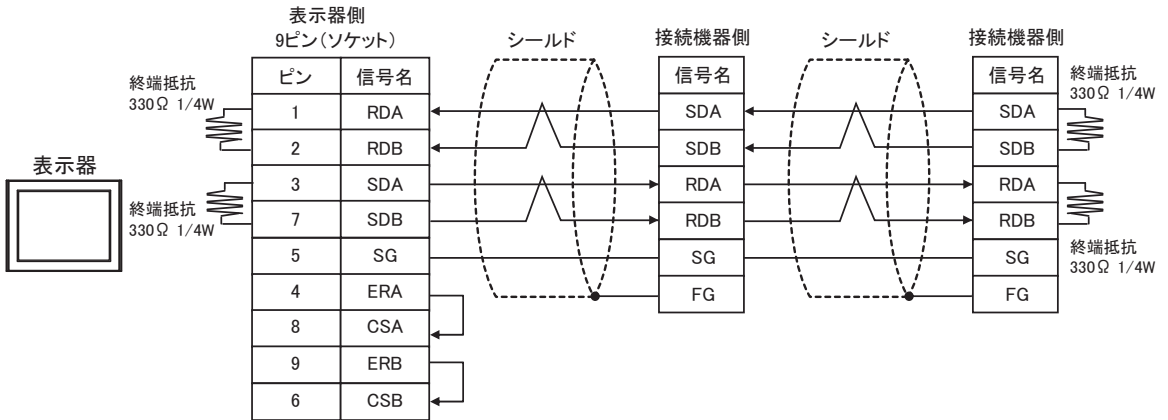 表示器側
9ピン(ソケット)
シールド
接続機器側
シールド
接続機器側
終端抵抗
330Ω 1/4W
ピン 信号名
1 RDA
2 RDB
3 SDA
7 SDB
5 SG
4 ERA
8 CSA
9 ERB
6 CSB
表示器
終端抵抗
330Ω 1/4W
信号名
SDA
SDB
RDA
RDB
SG
FG
信号名
SDA
SDB
RDA
RDB
SG
FG
終端抵抗
330Ω 1/4W
終端抵抗
330Ω 1/4W